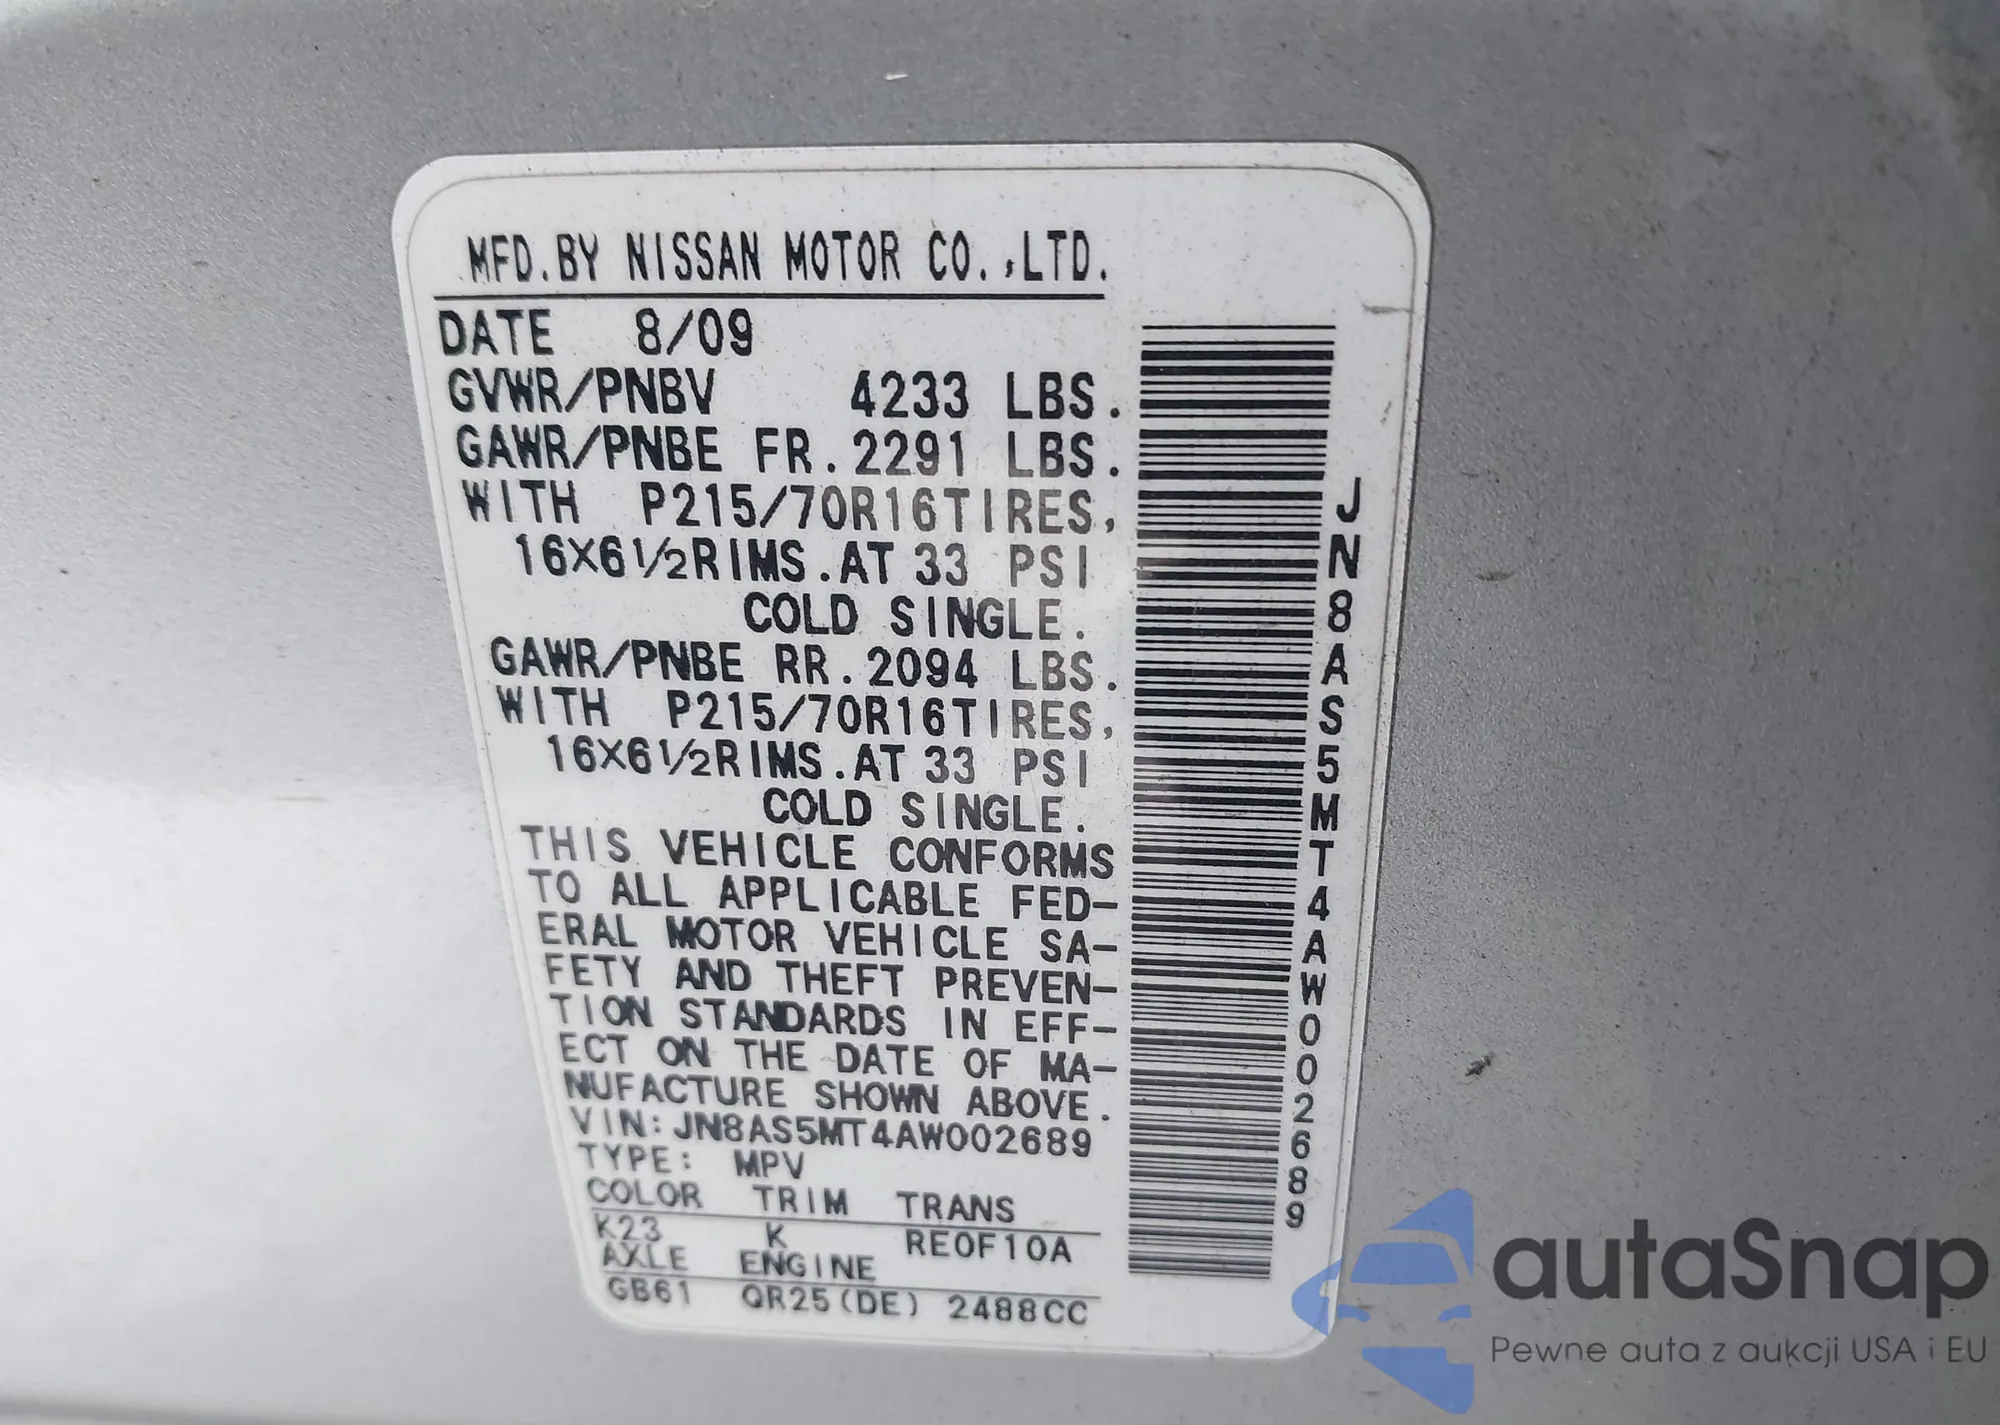 MFD.BY NISSAN MOTOR CO.,LTD.
DATE 8/09
GVWR/PNBV 4233 LBS.
GAWR/PNBE FR.2291 LBS.
WITH P215/70R16TIRES,
16X6½RIMS.AT 33 PSI
COLD SINGLE.
GAWR/PNBE RR.2094 LBS.
WITH P215/70R16TIRES,
16X6½RIMS.AT 33 PSI
COLD SINGLE.
THIS VEHICLE CONFORMS
TO ALL APPLICABLE FED-
ERAL MOTOR VEHICLE SA-
FETY AND THEFT PREVEN-
TION STANDARDS IN EFF-
ECT ON THE DATE OF MA-
NUFACTURE SHOWN ABOVE.
VIN:JN8AS5MT4AW002689
TYPE: MPV
COLOR TRIM TRANS
K23 K RE0F10A
AXLE ENGINE
GB61 QR25(DE) 2488CC
JN8AS5MT4AW002689
autaSnap
Pewne auta z aukcji USA i EU